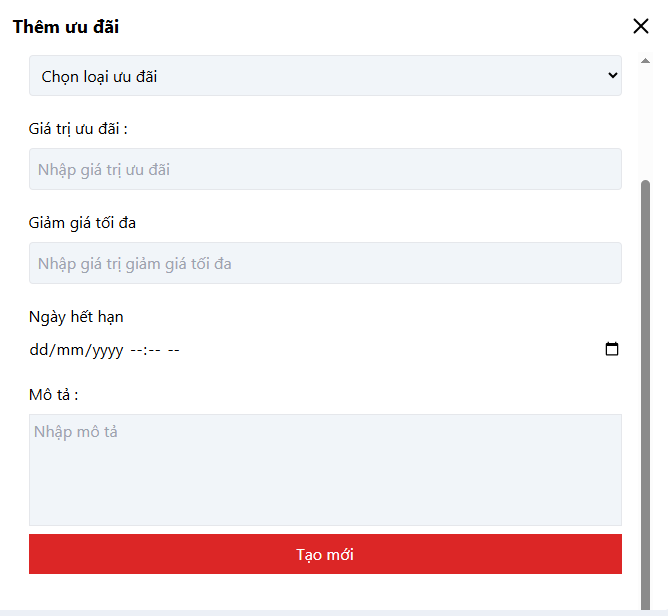 Thêm ưu đãi
Chọn loại ưu đãi
Giá trị ưu đãi :
Nhập giá trị ưu đãi
Giảm giá tối đa
Nhập giá trị giảm giá tối đa
Ngày hết hạn
dd/mm/yyyy --:-- --
Mô tả :
Nhập mô tả
Tạo mới